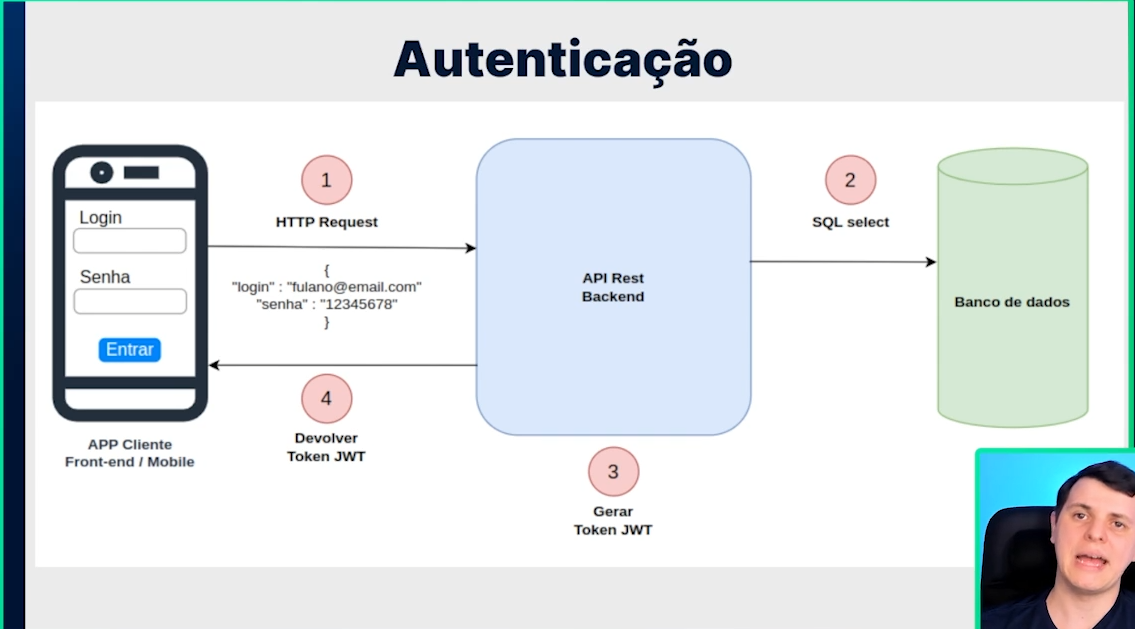 Autenticação
Login
Senha
Entrar
APP Cliente
Front-end / Mobile
1
HTTP Request
{
"login" : "fulano@email.com"
"senha" : "12345678"
}
4
Devolver
Token JWT
API Rest
Backend
3
Gerar
Token JWT
2
SQL select
Banco de dados